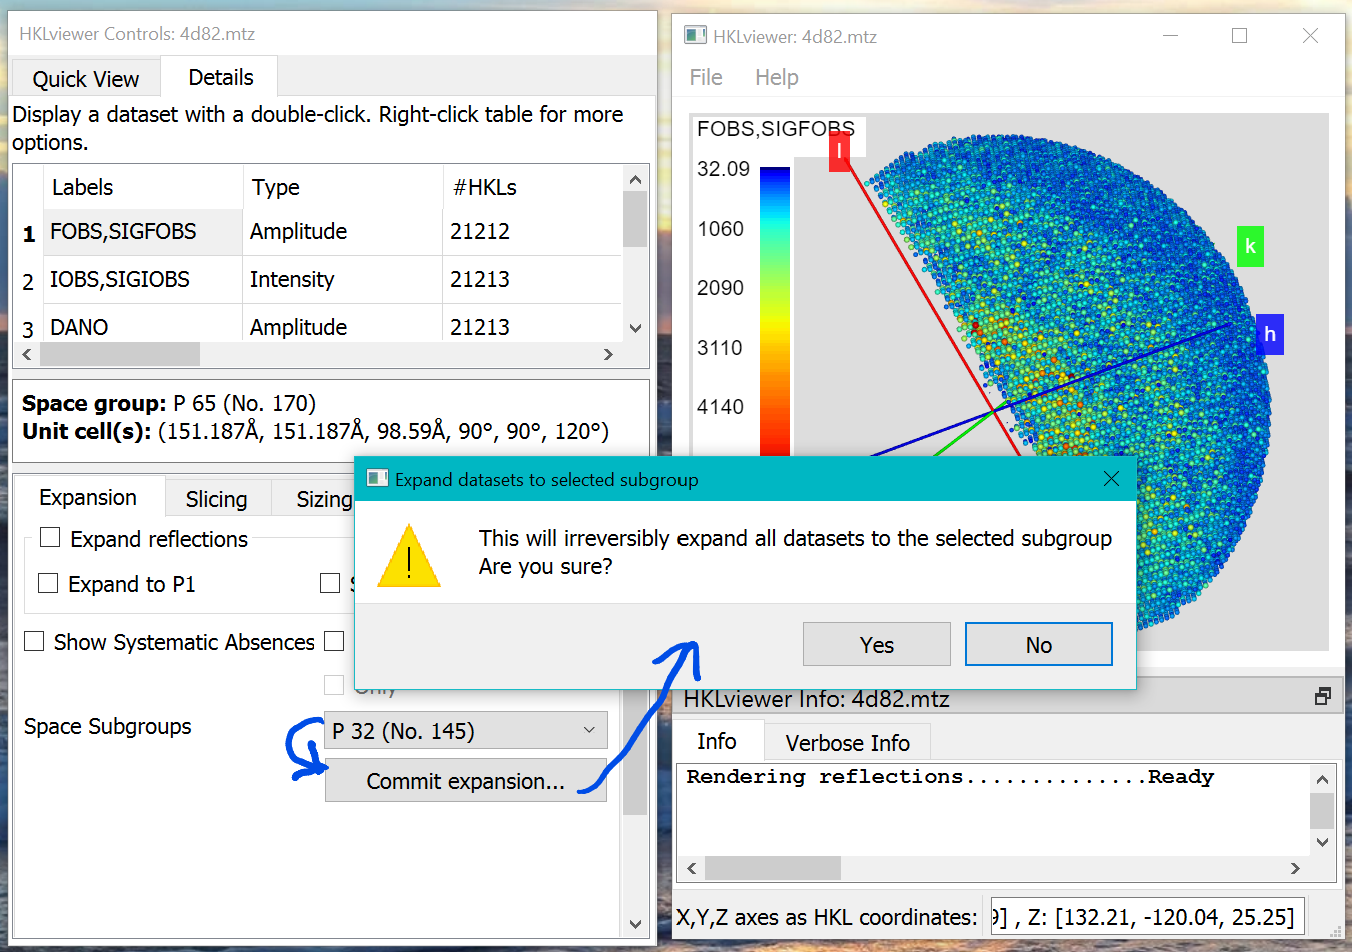 HKLviewer Controls: 4d82.mtz
Quick View
Details
Display a dataset with a double-click. Right-click table for more
options.
Labels Type #HKLs
1 FOBS,SIGFOBS Amplitude 21212
2 IOBS,SIGIOBS Intensity 21213
3 DANO Amplitude 21213
Space group: P 65 (No. 170)
Unit cell(s): (151.187Å, 151.187Å, 98.59Å, 90°, 90°, 120°)
Expansion
Slicing
Sizing
Expand reflections
Expand to P1
Show Systematic Absences
Only
Space Subgroups
P 32 (No. 145)
Commit expansion...
HKLviewer: 4d82.mtz
File Help
FOBS,SIGFOBS
l
32.09
1060
2090
3110
4140
k
h
Expand datasets to selected subgroup
This will irreversibly expand all datasets to the selected subgroup
Are you sure?
Yes
No
HKLviewer Info: 4d82.mtz
Info
Verbose Info
Rendering reflections..............Ready
X,Y,Z axes as HKL coordinates:
9] , Z: [132.21, -120.04, 25.25]